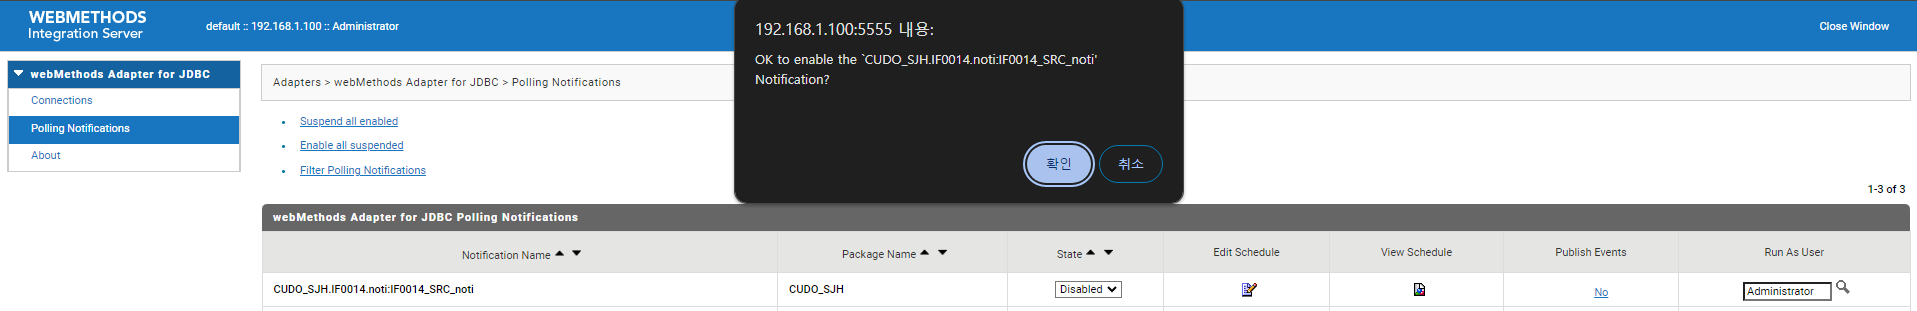 WEBMETHODS
Integration Server
default :: 192.168.1.100 :: Administrator
Close Window
192.168.1.100:5555 내용:
OK to enable the `CUDO_SJH.IF0014.noti:IF0014_SRC_noti'
Notification?
확인
취소
webMethods Adapter for JDBC
Connections
Polling Notifications
About
Adapters > webMethods Adapter for JDBC > Polling Notifications
Suspend all enabled
Enable all suspended
Filter Polling Notifications
1-3 of 3
webMethods Adapter for JDBC Polling Notifications
Notification Name Package Name State Edit Schedule View Schedule Publish Events Run As User
CUDO_SJH.IF0014.noti:IF0014_SRC_noti CUDO_SJH Disabled No Administrator